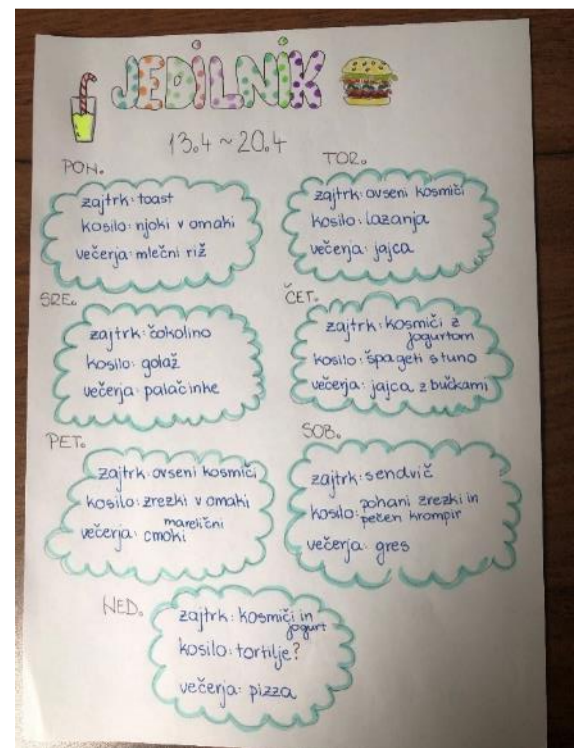 JEDILNIK
13.4 ~ 20.4
PON.
zajtrk: toast
kosilo: njoki v omaki
večerja: mlečni riž
TOR.
zajtrk: ovseni kosmiči
kosilo: lazanja
večerja: jajca
SRE.
zajtrk: čokolino
kosilo: golaž
večerja: palačinke
ČET.
zajtrk: kosmiči z
jogurtom
kosilo: špageti s tuno
večerja: jajca z bučkami
PET.
zajtrk: ovseni kosmiči
kosilo: zrezki v omaki
večerja: marelični
cmoki
SOB.
zajtrk: sendvič
kosilo: pohani zrezki in
pečen krompir
večerja: gres
NED.
zajtrk: kosmiči in
jogurt
kosilo: tortilje?
večerja: pizza